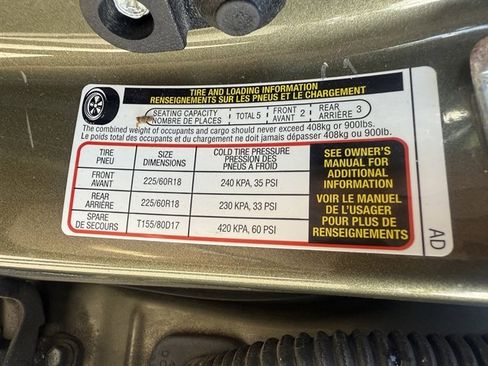 TIRE AND LOADING INFORMATION
RENSEIGNEMENTS SUR LES PNEUS ET LE CHARGEMENT
SEATING CAPACITY
NOMBRE DE PLACES
TOTAL 5
FRONT
AVANT 2
REAR
ARRIÈRE 3
The combined weight of occupants and cargo should never exceed 408kg or 900lbs.
Le poids total des occupants et du chargement ne doit jamais dépasser 408kg ou 900lb.
TIRE
PNEU
SIZE
DIMENSIONS
COLD TIRE PRESSURE
PRESSION DES
PNEUS À FROID
FRONT
AVANT
225/60R18
240 KPA, 35 PSI
REAR
ARRIÈRE
225/60R18
230 KPA, 33 PSI
SPARE
DE SECOURS
T155/80D17
420 KPA, 60 PSI
SEE OWNER'S
MANUAL FOR
ADDITIONAL
INFORMATION
VOIR LE MANUEL
DE L'USAGER
POUR PLUS DE
RENSEIGNEMENTS
AD